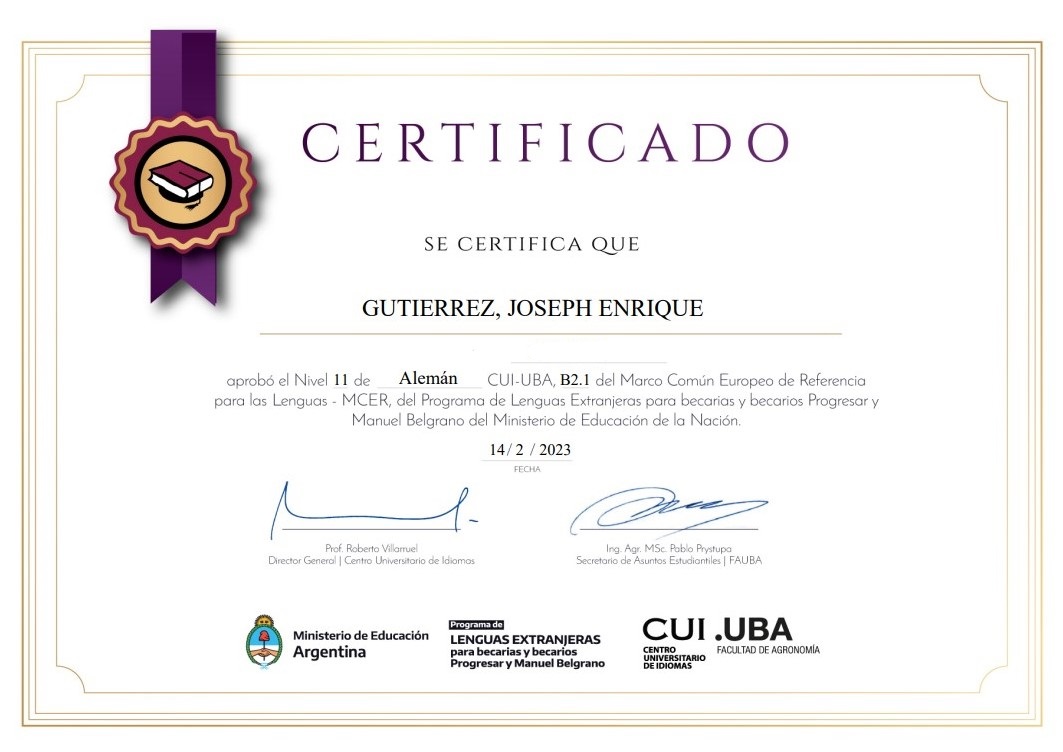 CERTIFICADO
SE CERTIFICA QUE
GUTIERREZ, JOSEPH ENRIQUE
aprobó el Nivel 11 de Alemán CUI-UBA, B2.1 del Marco Común Europeo de Referencia
para las Lenguas - MCER, del Programa de Lenguas Extranjeras para becarias y becarios Progresar y
Manuel Belgrano del Ministerio de Educación de la Nación.
14/ 2 / 2023
FECHA
Prof. Roberto Villarruel
Director General | Centro Universitario de Idiomas
Ing. Agr. MSc. Pablo Prystupa
Secretario de Asuntos Estudiantiles | FAUBA
Ministerio de Educación
Argentina
Programa de
LENGUAS EXTRANJERAS
para becarias y becarios
Progresar y Manuel Belgrano
CUI .UBA
CENTRO
UNIVERSITARIO
DE IDIOMAS
FACULTAD DE AGRONOMÍA